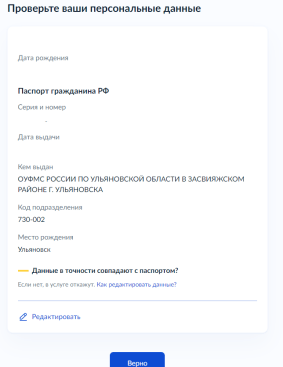 Проверьте ваши персональные данные
Дата рождения
Паспорт гражданина РФ
Серия и номер
-
Дата выдачи
Кем выдан
ОУФМС РОССИИ ПО УЛЬЯНОВСКОЙ ОБЛАСТИ В ЗАСВИЯЖСКОМ
РАЙОНЕ Г. УЛЬЯНОВСКА
Код подразделения
730-002
Место рождения
Ульяновск
Данные в точности совпадают с паспортом?
Если нет, в услуге откажут. Как редактировать данные?
Редактировать
Верно